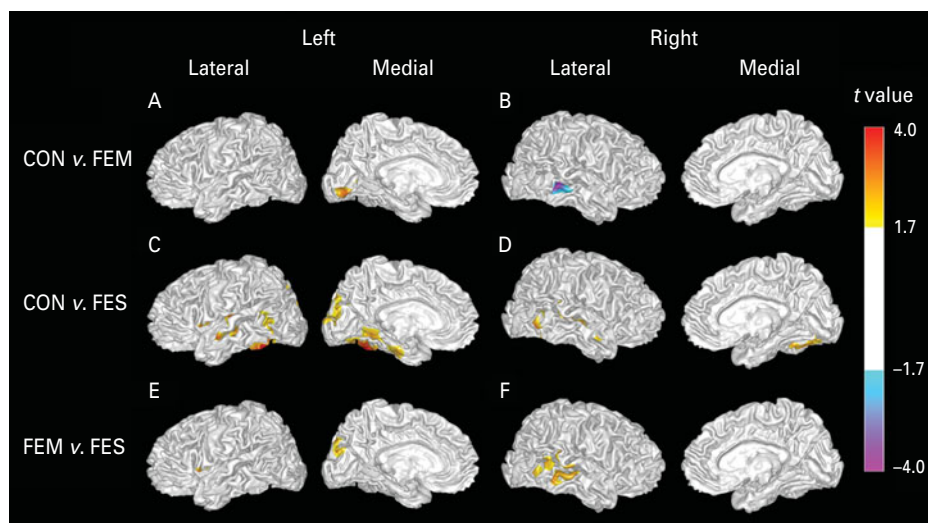 Left Right
Lateral Medial Lateral Medial
t value
A B
4.0
CON v. FEM
1.7
C D
CON v. FES
–1.7
E F
FEM v. FES
–4.0